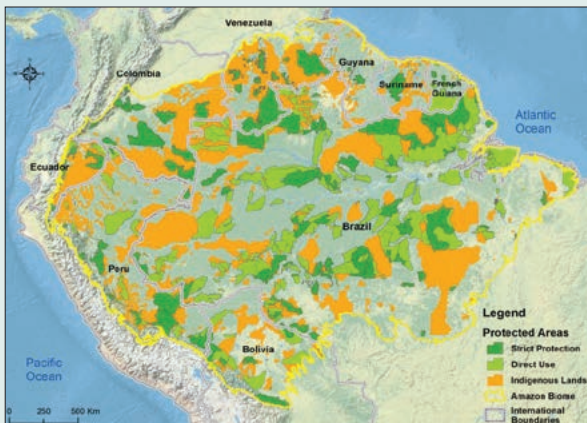 Venezuela
Guyana
Colombia
Suriname
French
Guiana
Atlantic
Ocean
Ecuador
Brazil
Peru
Bolivia
Pacific
Ocean
Legend
Protected Areas
Strict Protection
Direct Use
Indigenous Lands
Amazon Biome
International
Boundaries
0 250 500 Km